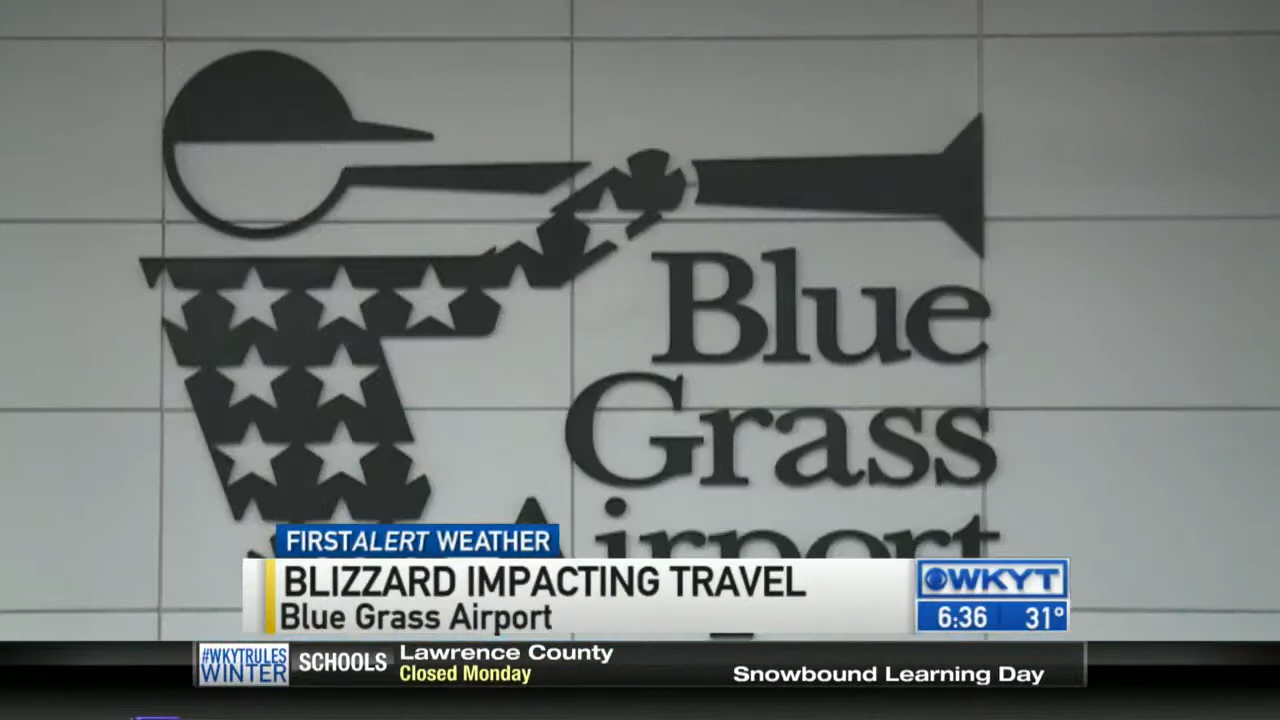 Blue
Grass
Airport
FIRSTALERT WEATHER
BLIZZARD IMPACTING TRAVEL
Blue Grass Airport
WKYT
6:36 31°
#WKYTRULES
WINTER
SCHOOLS
Lawrence County
Closed Monday
Snowbound Learning Day